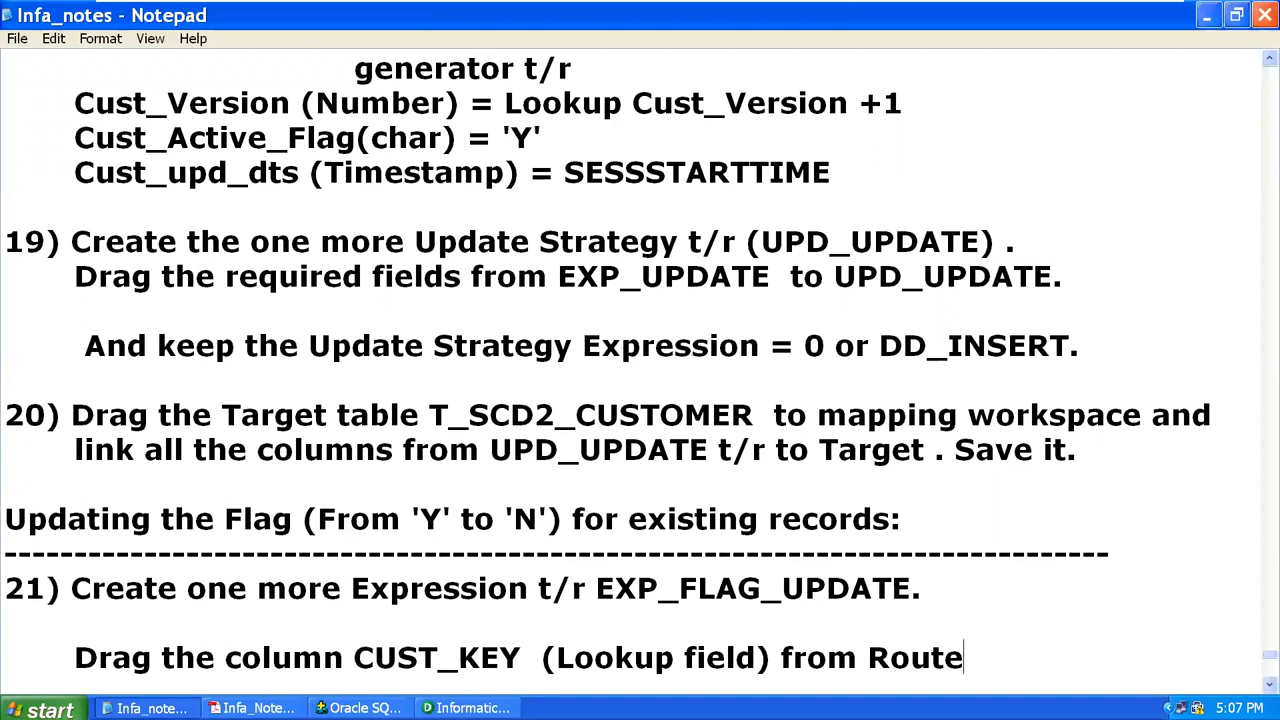 Infa_notes - Notepad
File Edit Format View Help
generator t/r
Cust_Version (Number) = Lookup Cust_Version +1
Cust_Active_Flag(char) = 'Y'
Cust_upd_dts (Timestamp) = SESSSTARTTIME
19) Create the one more Update Strategy t/r (UPD_UPDATE) .
Drag the required fields from EXP_UPDATE to UPD_UPDATE.
And keep the Update Strategy Expression = 0 or DD_INSERT.
20) Drag the Target table T_SCD2_CUSTOMER to mapping workspace and
link all the columns from UPD_UPDATE t/r to Target . Save it.
Updating the Flag (From 'Y' to 'N') for existing records:
--------------------------------------------------------------------------------
21) Create one more Expression t/r EXP_FLAG_UPDATE.
Drag the column CUST_KEY (Lookup field) from Route
start Infa_note... Infa_Note... Oracle SQ... Informatic... 5:07 PM